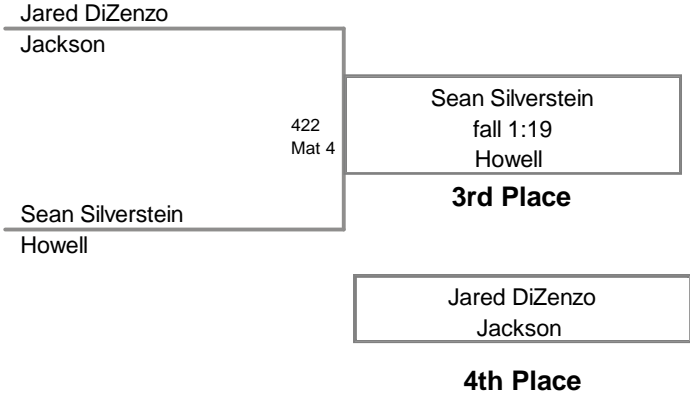 Jared DiZenzo
Jackson
422
Mat 4
Sean Silverstein
fall 1:19
Howell
3rd Place
Sean Silverstein
Howell
Jared DiZenzo
Jackson
4th Place